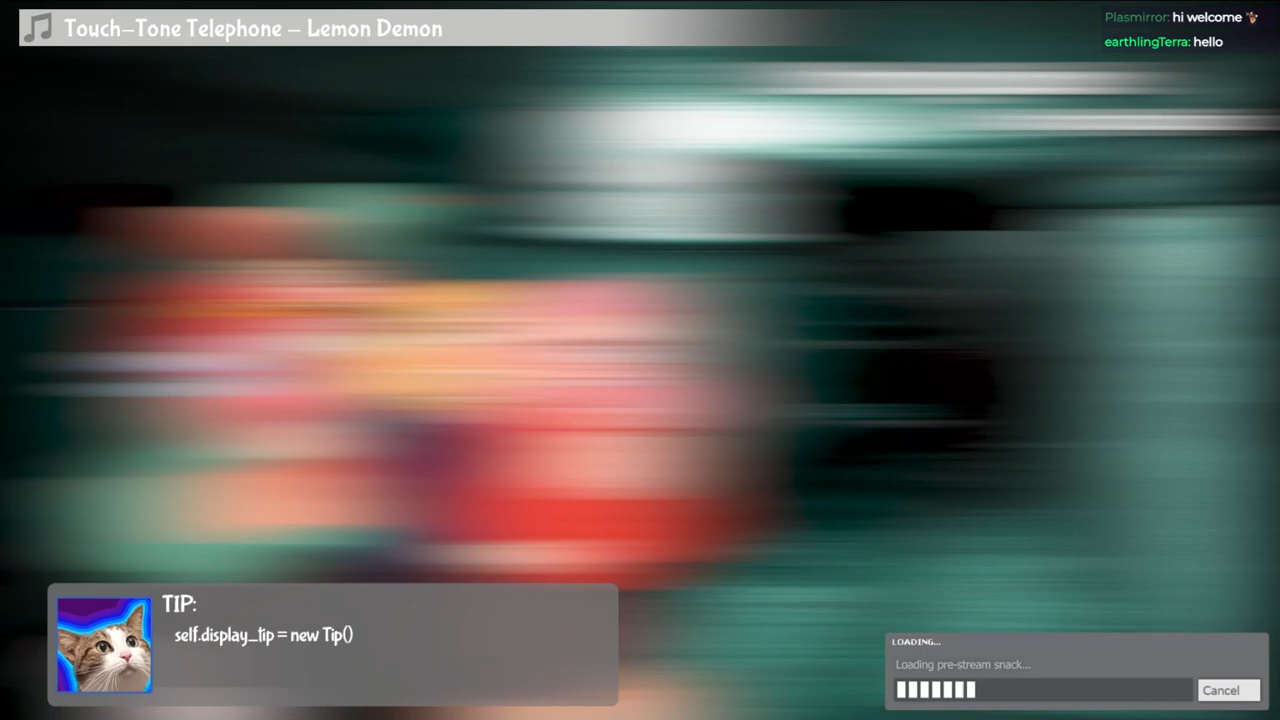 Touch-Tone Telephone - Lemon Demon
Plasmirror: hi welcome
earthlingTerra: hello
TIP:
self.display_tip = new Tip()
LOADING...
Loading pre-stream snack...
Cancel